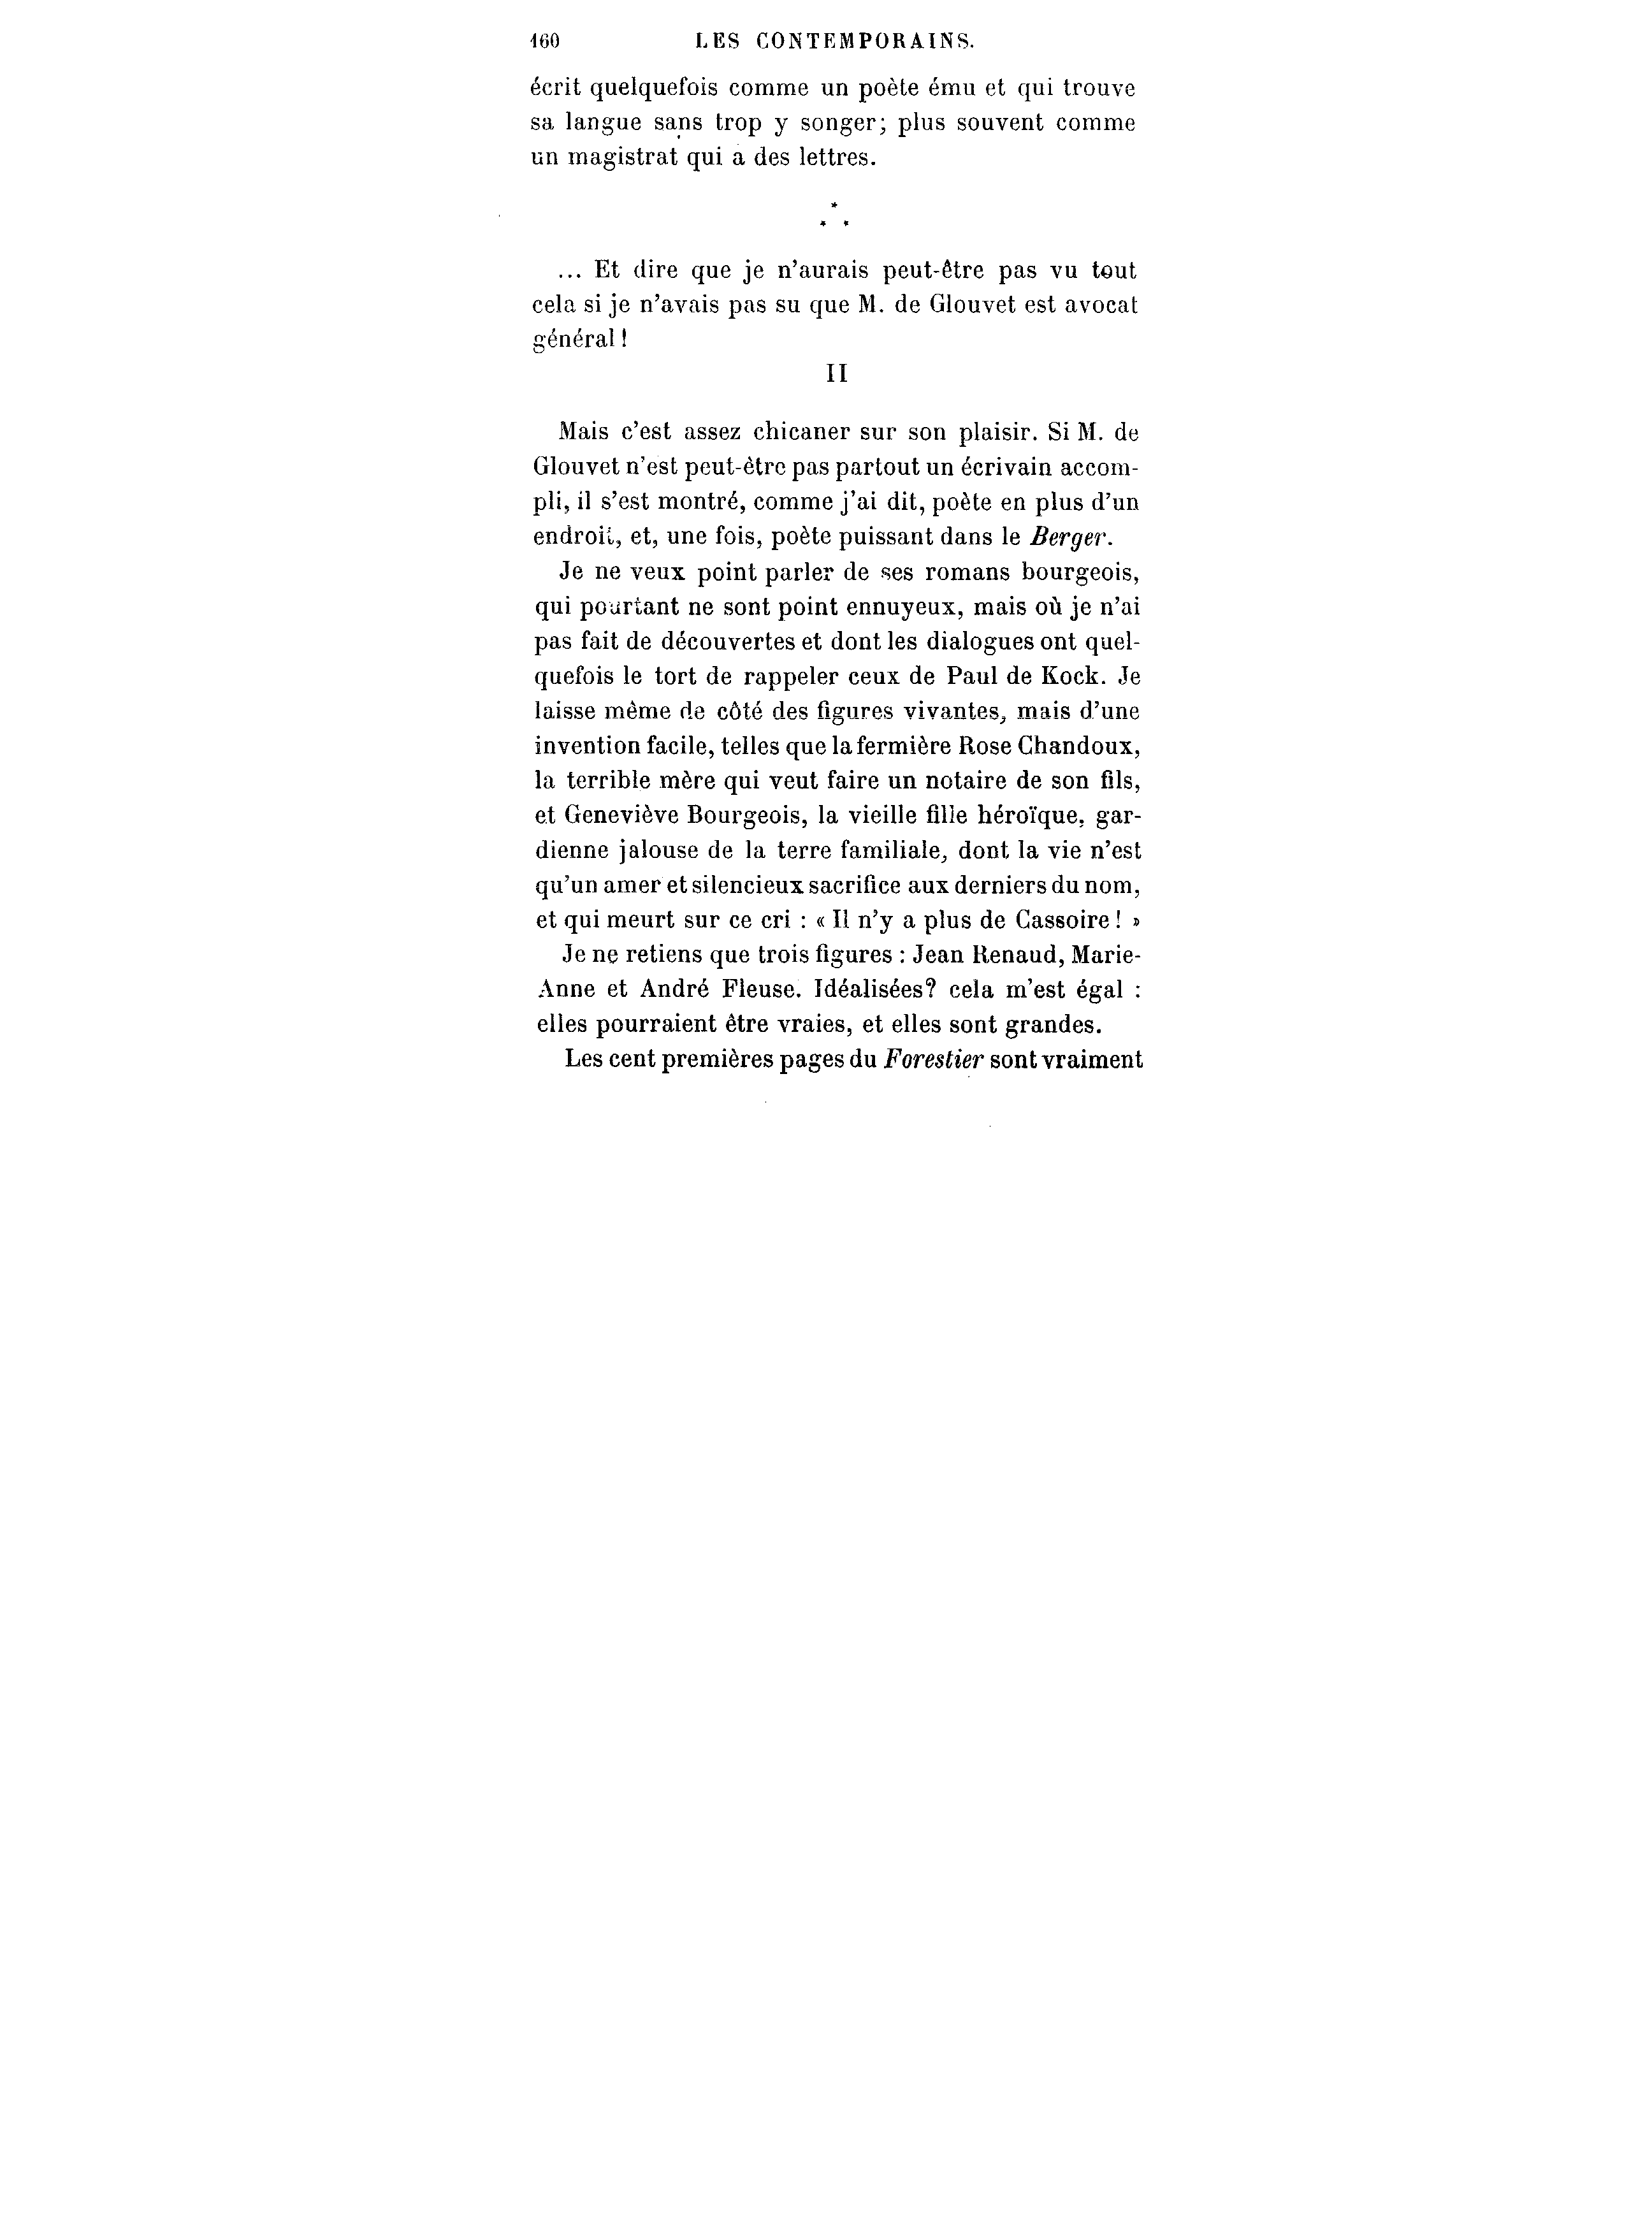 160 LES CONTEMPORAINS.
écrit quelquefois comme un poète ému et qui trouve
sa langue sans trop y songer; plus souvent comme
un magistrat qui a des lettres.
*
* *
... Et dire que je n'aurais peut-être pas vu tout
cela si je n'avais pas su que M. de Glouvet est avocat
général !
II
Mais c'est assez chicaner sur son plaisir. Si M. de
Glouvet n'est peut-être pas partout un écrivain accom-
pli, il s'est montré, comme j'ai dit, poète en plus d'un
endroit, et, une fois, poète puissant dans le Berger.
Je ne veux point parler de ses romans bourgeois,
qui pourtant ne sont point ennuyeux, mais où je n'ai
pas fait de découvertes et dont les dialogues ont quel-
quefois le tort de rappeler ceux de Paul de Kock. Je
laisse même de côté des figures vivantes, mais d'une
invention facile, telles que la fermière Rose Chandoux,
la terrible mère qui veut faire un notaire de son fils,
et Geneviève Bourgeois, la vieille fille héroïque, gar-
dienne jalouse de la terre familiale, dont la vie n'est
qu'un amer et silencieux sacrifice aux derniers du nom,
et qui meurt sur ce cri : « Il n'y a plus de Cassoire ! »
Je ne retiens que trois figures : Jean Renaud, Marie-
Anne et André Fleuse. Idéalisées? cela m'est égal :
elles pourraient être vraies, et elles sont grandes.
Les cent premières pages du Forestier sont vraiment